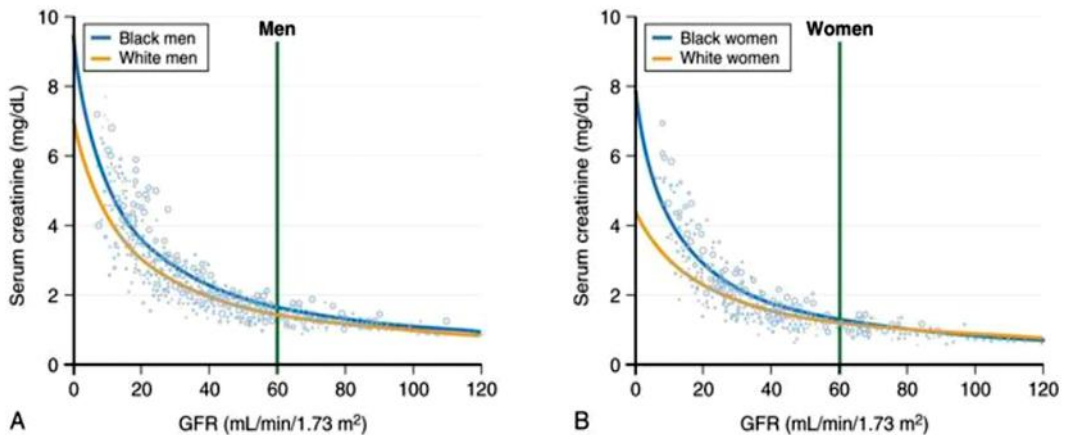 Men
Black men
White men
Serum creatinine (mg/dL)
10
8
6
4
2
0
0 20 40 60 80 100 120
GFR (mL/min/1.73 m²)
A
Women
Black women
White women
Serum creatinine (mg/dL)
10
8
6
4
2
0
0 20 40 60 80 100 120
GFR (mL/min/1.73 m²)
B